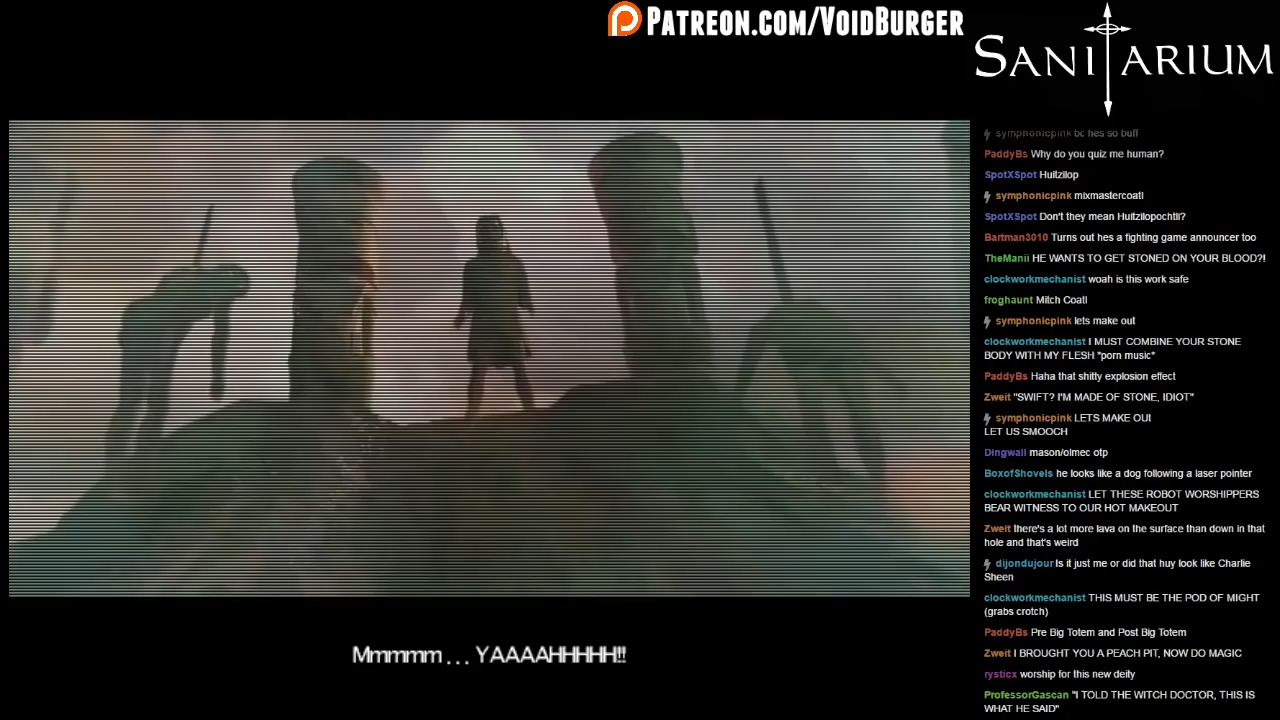 PATREON.COM/VOIDBURGER
SANITARIUM
symphonicpink bc hes so buff
PaddyBs Why do you quiz me human?
SpotXSpot Huitzilop
symphonicpink mixmastercoatl
SpotXSpot Don't they mean Huitzilopochtli?
Bartman3010 Turns out hes a fighting game announcer too
TheManii HE WANTS TO GET STONED ON YOUR BLOOD?!
clockworkmechanist woah is this work safe
froghaunt Mitch Coatl
symphonicpink lets make out
clockworkmechanist I MUST COMBINE YOUR STONE
BODY WITH MY FLESH *porn music*
PaddyBs Haha that shitty explosion effect
Zweit "SWIFT? I'M MADE OF STONE, IDIOT"
symphonicpink LETS MAKE OUI
LET US SMOOCH
Dingwall mason/olmec otp
BoxofShovels he looks like a dog following a laser pointer
clockworkmechanist LET THESE ROBOT WORSHIPPERS
BEAR WITNESS TO OUR HOT MAKEOUT
Zweit there's a lot more lava on the surface than down in that
hole and that's weird
dijondujour Is it just me or did that huy look like Charlie
Sheen
clockworkmechanist THIS MUST BE THE POD OF MIGHT
(grabs crotch)
PaddyBs Pre Big Totem and Post Big Totem
Zweit I BROUGHT YOU A PEACH PIT, NOW DO MAGIC
rysticx worship for this new deity
ProfessorGascan "I TOLD THE WITCH DOCTOR, THIS IS
WHAT HE SAID"
Mmmmm . . . YAAAAHHHHH!!